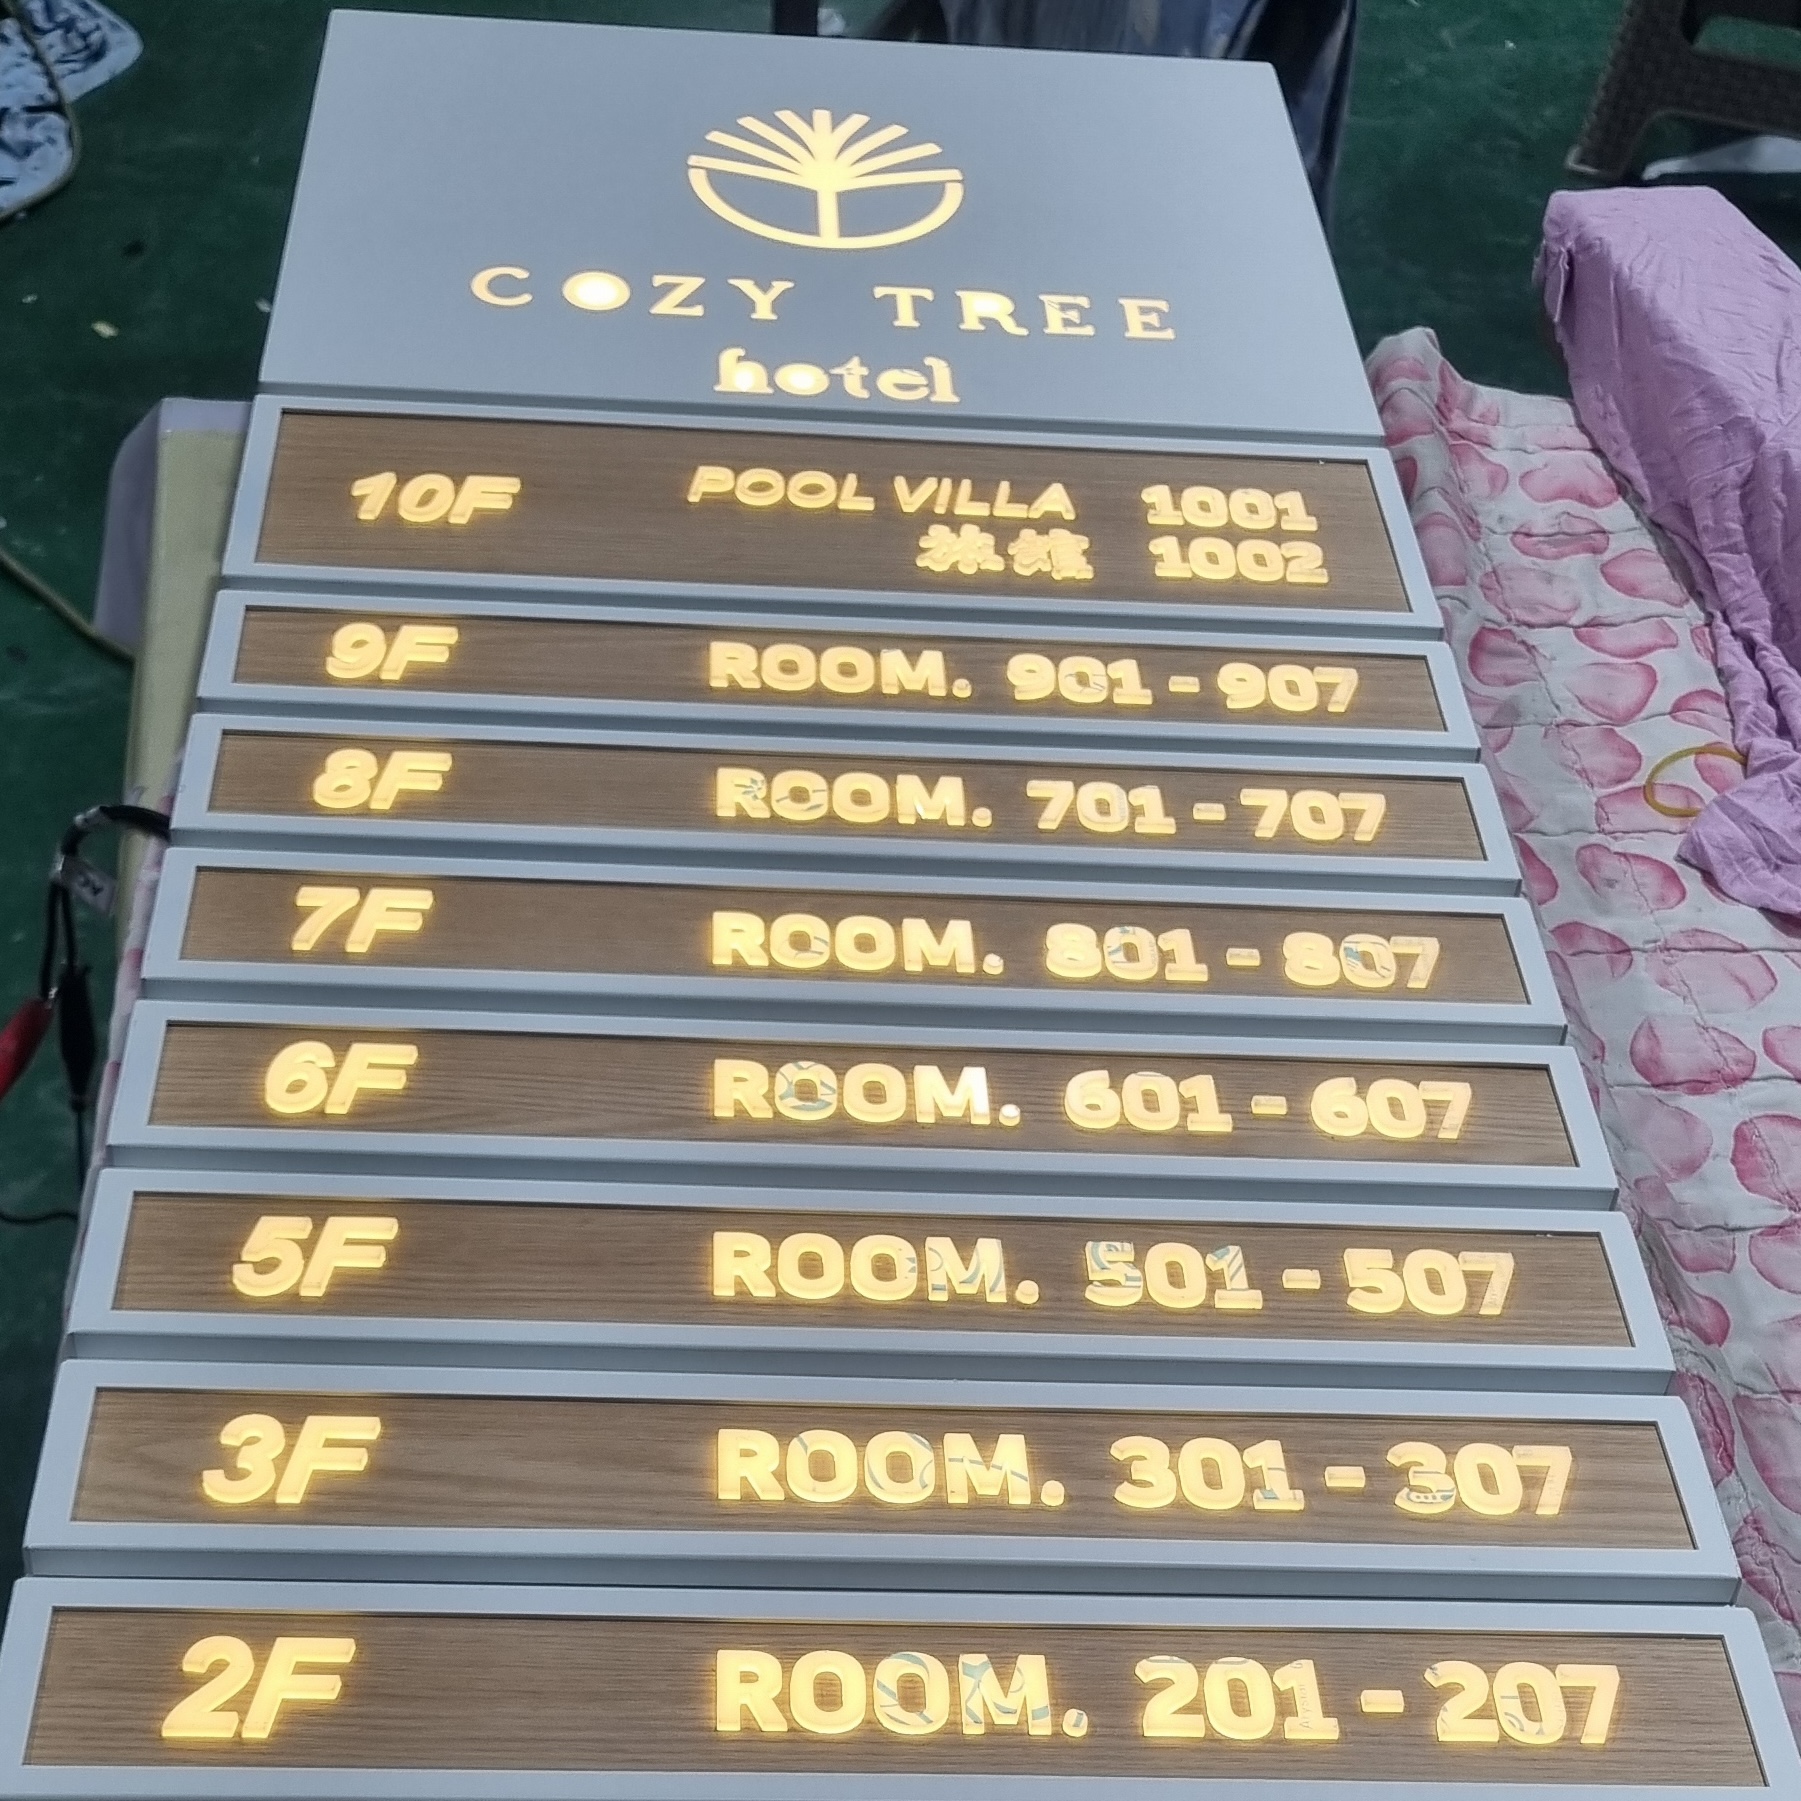 COZY TREE
hotel
10F POOL VILLA 1001
1002
9F ROOM. 901 - 907
8F ROOM. 701 - 707
7F ROOM. 801 - 807
6F ROOM. 601 - 607
5F ROOM. 501 - 507
3F ROOM. 301 - 307
2F ROOM. 201 - 207